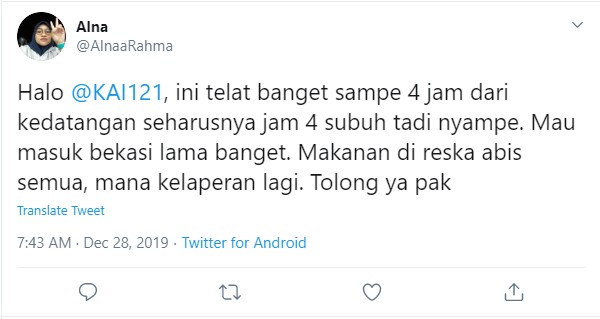 Alna
@AlnaaRahma
Halo @KAI121, ini telat banget sampe 4 jam dari
kedatangan seharusnya jam 4 subuh tadi nyampe. Mau
masuk bekasi lama banget. Makanan di reska abis
semua, mana kelaperan lagi. Tolong ya pak
Translate Tweet
7:43 AM · Dec 28, 2019 · Twitter for Android